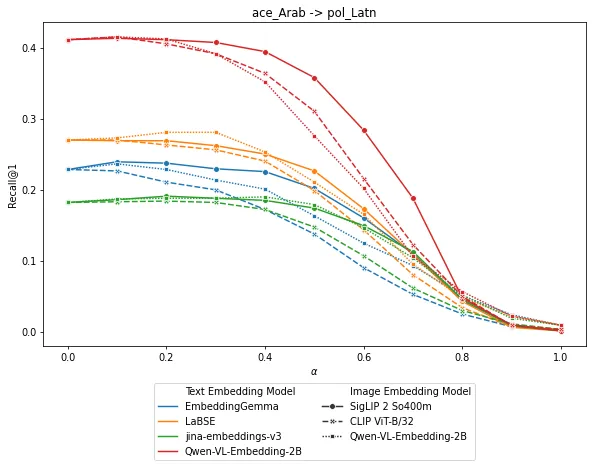 ace_Arab -> pol_Latn
Recall@1
0.4
0.3
0.2
0.1
0.0
0.0 0.2 0.4 0.6 0.8 1.0
α
Text Embedding Model Image Embedding Model
EmbeddingGemma SigLIP 2 So400m
LaBSE CLIP ViT-B/32
jina-embeddings-v3 Qwen-VL-Embedding-2B
Qwen-VL-Embedding-2B